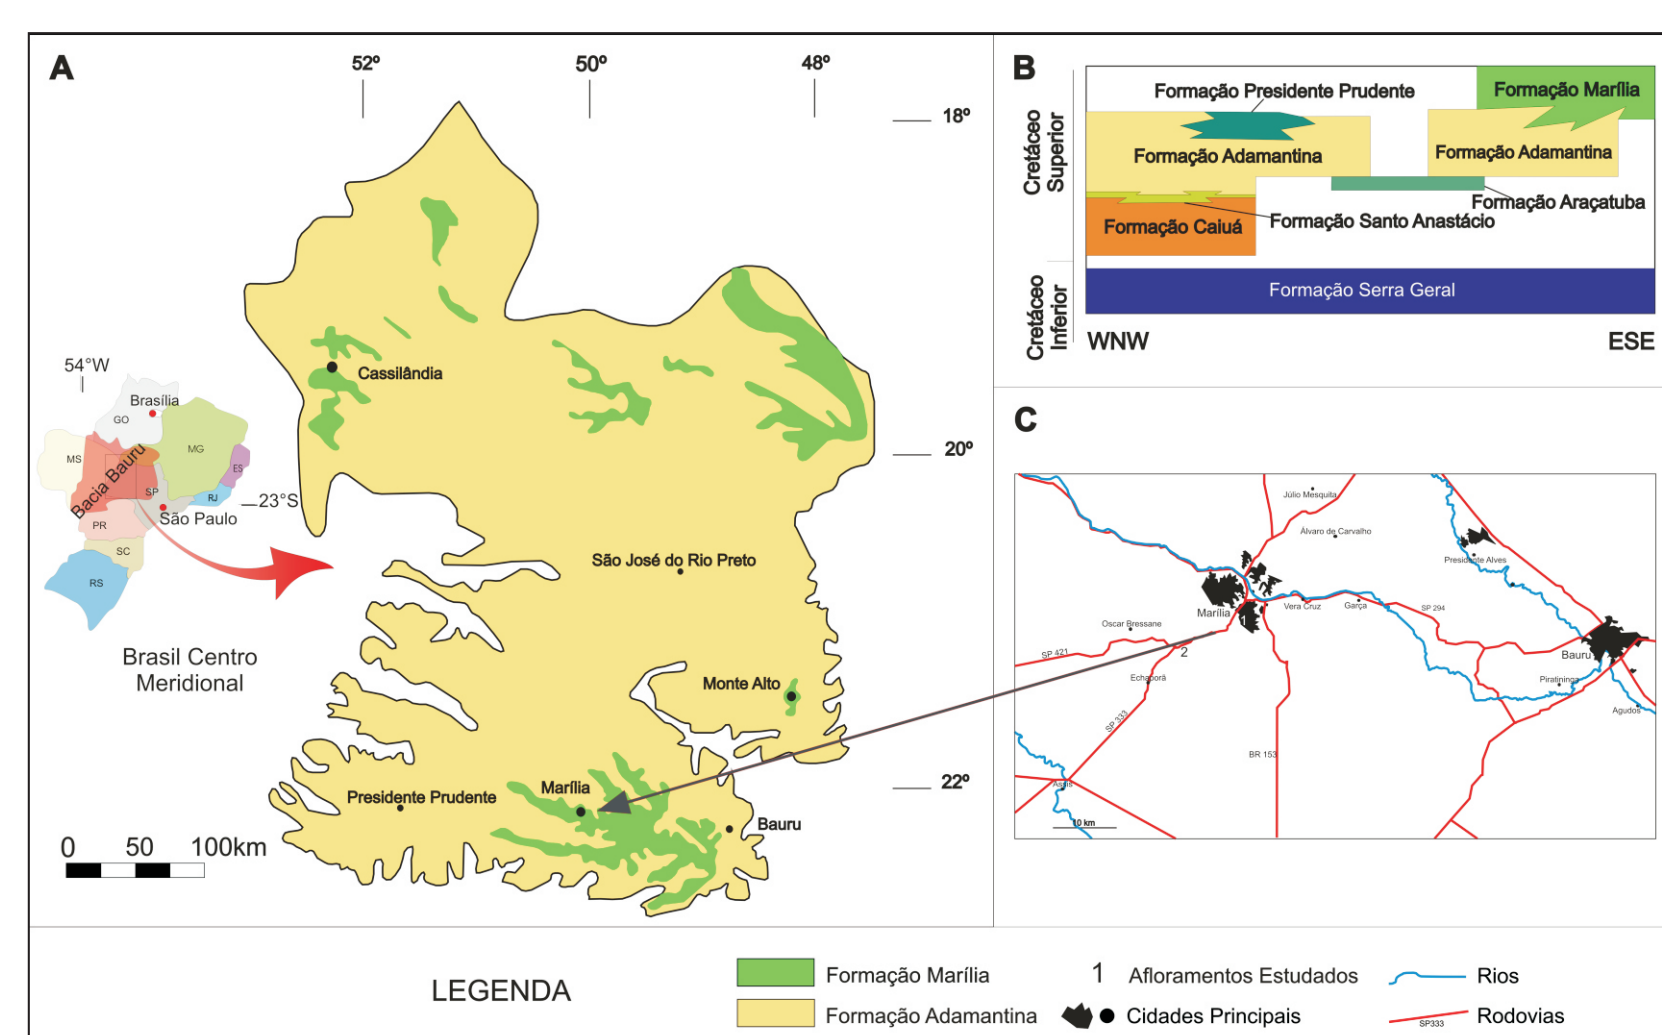 A
52º
50º
48º
18º
20º
22º
Cassilândia
São José do Rio Preto
Monte Alto
Marília
Presidente Prudente
Bauru
0 50 100km
54°W
Brasília
GO
MS
MG
ES
Bacia Bauru
SP
RJ
23°S
São Paulo
PR
SC
RS
Brasil Centro
Meridional
B
Cretáceo
Superior
Cretáceo
Inferior
Formação Presidente Prudente
Formação Marília
Formação Adamantina
Formação Adamantina
Formação Araçatuba
Formação Santo Anastácio
Formação Caiuá
Formação Serra Geral
WNW
ESE
C
Júlio Mesquita
Álvaro de Carvalho
Presidente Alves
Marília
Vera Cruz
Garça
SP 294
Oscar Bressane
SP 421
2
Echaporã
Bauru
Piratininga
Agudos
SP 333
BR 153
Assis
10 km
LEGENDA
Formação Marília
Formação Adamantina
1 Afloramentos Estudados
Cidades Principais
Rios
SP333
Rodovias